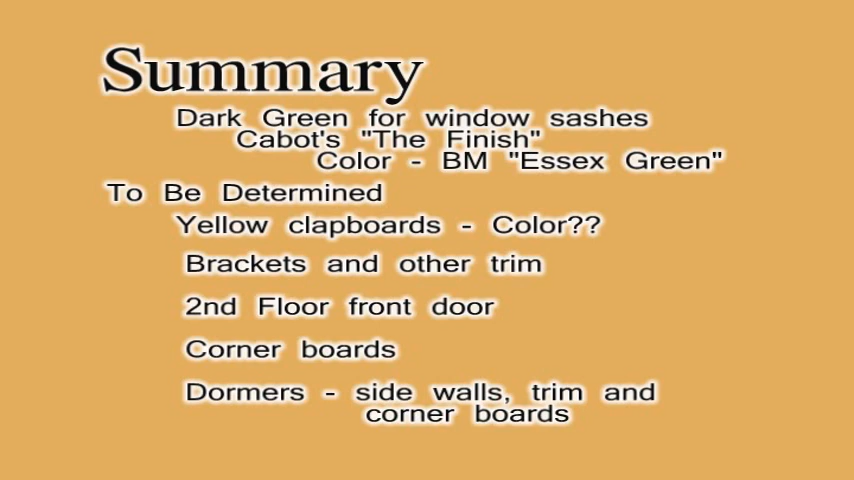 Summary
Dark Green for window sashes
Cabot's "The Finish"
Color - BM "Essex Green"
To Be Determined
Yellow clapboards - Color??
Brackets and other trim
2nd Floor front door
Corner boards
Dormers - side walls, trim and
corner boards